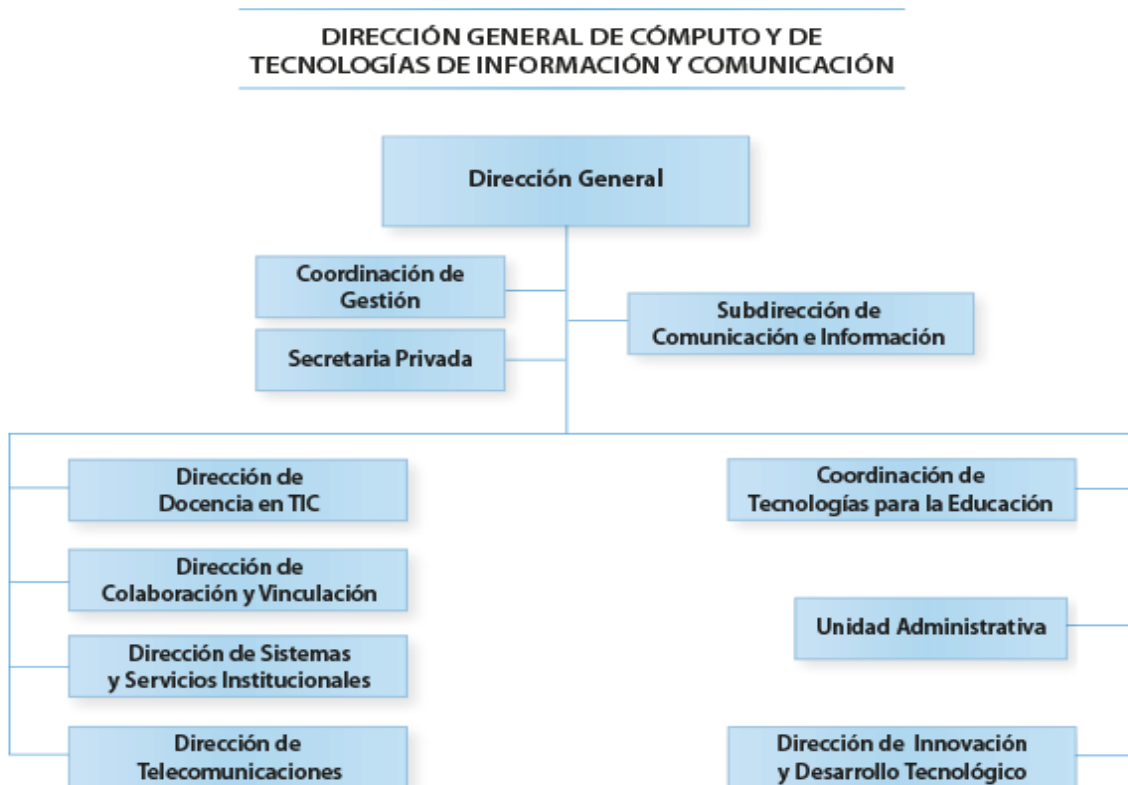 DIRECCIÓN GENERAL DE CÓMPUTO Y DE
TECNOLOGÍAS DE INFORMACIÓN Y COMUNICACIÓN
Dirección General
Coordinación de
Gestión
Secretaria Privada
Subdirección de
Comunicación e Información
Dirección de
Docencia en TIC
Dirección de
Colaboración y Vinculación
Dirección de Sistemas
y Servicios Institucionales
Dirección de
Telecomunicaciones
Coordinación de
Tecnologías para la Educación
Unidad Administrativa
Dirección de Innovación
y Desarrollo Tecnológico